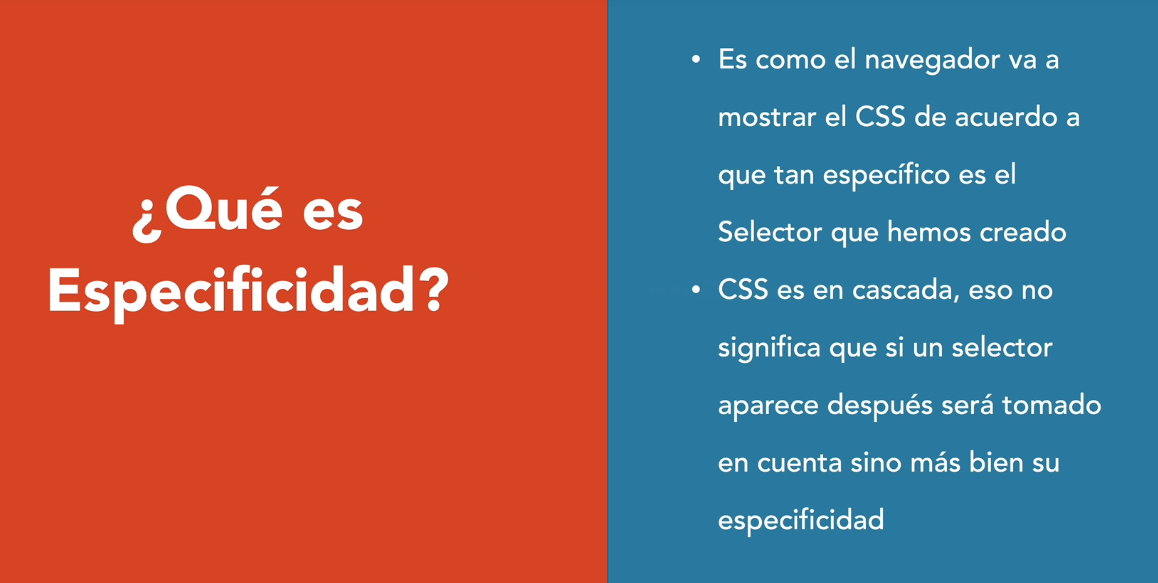 ¿Qué es
Especificidad?
• Es como el navegador va a
mostrar el CSS de acuerdo a
que tan específico es el
Selector que hemos creado
• CSS es en cascada, eso no
significa que si un selector
aparece después será tomado
en cuenta sino más bien su
especificidad